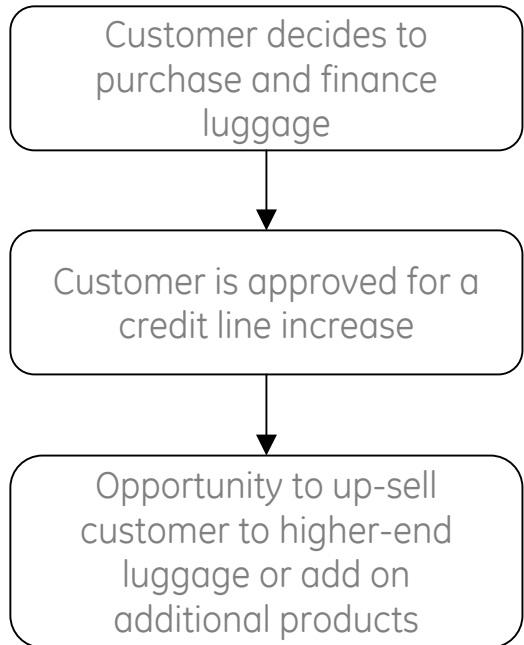 Customer decides to
purchase and finance
luggage
Customer is approved for a
credit line increase
Opportunity to up-sell
customer to higher-end
luggage or add on
additional products